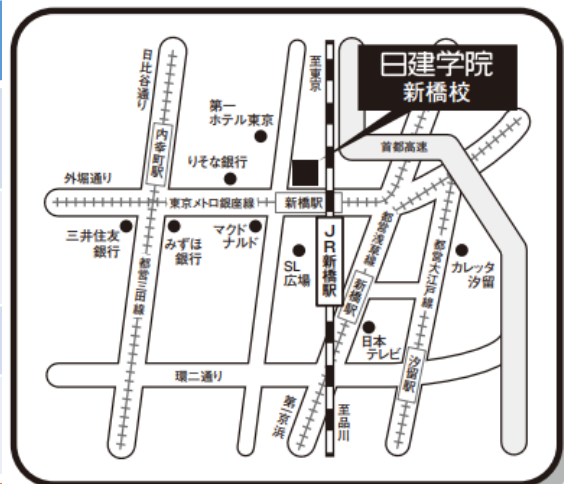 日建学院
新橋校
日比谷通り
至東京
第一
ホテル東京
内幸町駅
首都高速
りそな銀行
外堀通り
東京メトロ銀座線
新橋駅
三井住友
銀行
みずほ
銀行
マクド
ナルド
SL
広場
JR新橋駅
都営浅草線
新橋駅
都営大江戸線
カレッタ
汐留
都営三田線
日本
テレビ
汐留駅
環二通り
第二京浜
至品川